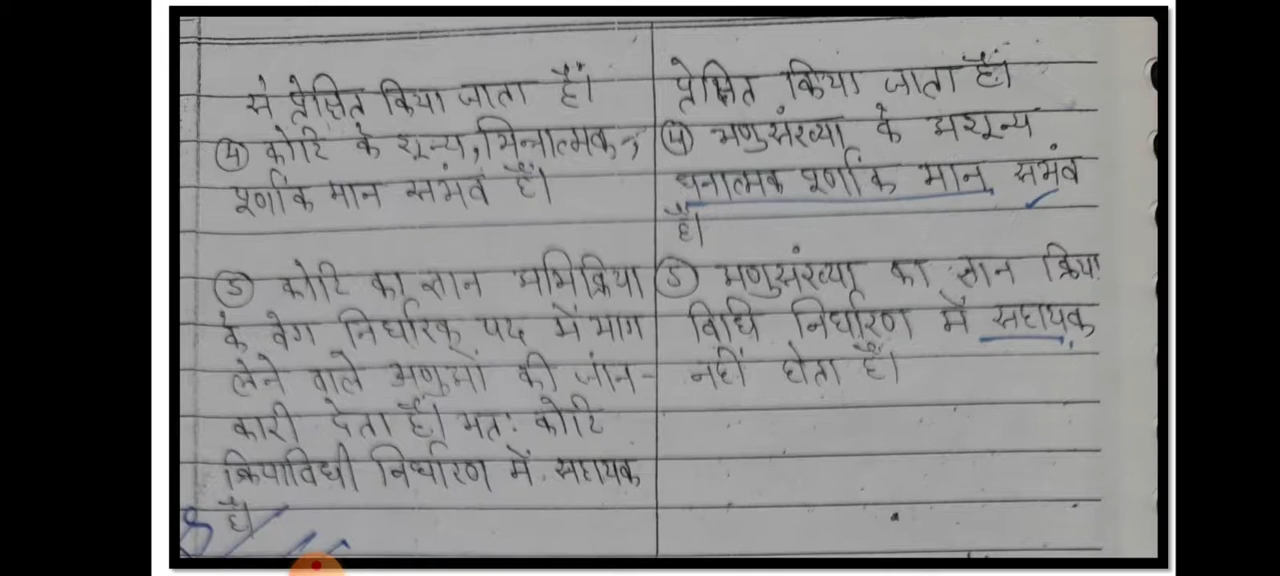 से प्रेक्षित किया जाता हैं।
④ कोटि के शून्य, भिन्नात्मक,
पूर्णांक मान संभव हैं।
⑤ कोटि का ज्ञान अभिक्रिया
के वेग निर्धारक पद में भाग
लेने वाले अणुओं की जान-
कारी देता हैं। अतः कोटि
क्रियाविधी निर्धारण में सहायक
हैं।
प्रेक्षित किया जाता हैं।
④ अणुसंख्या के अशून्य
धनात्मक पूर्णांक मान संभव
हैं।
⑤ अणुसंख्या का ज्ञान क्रिया
विधि निर्धारण में सहायक
नहीं होता हैं।